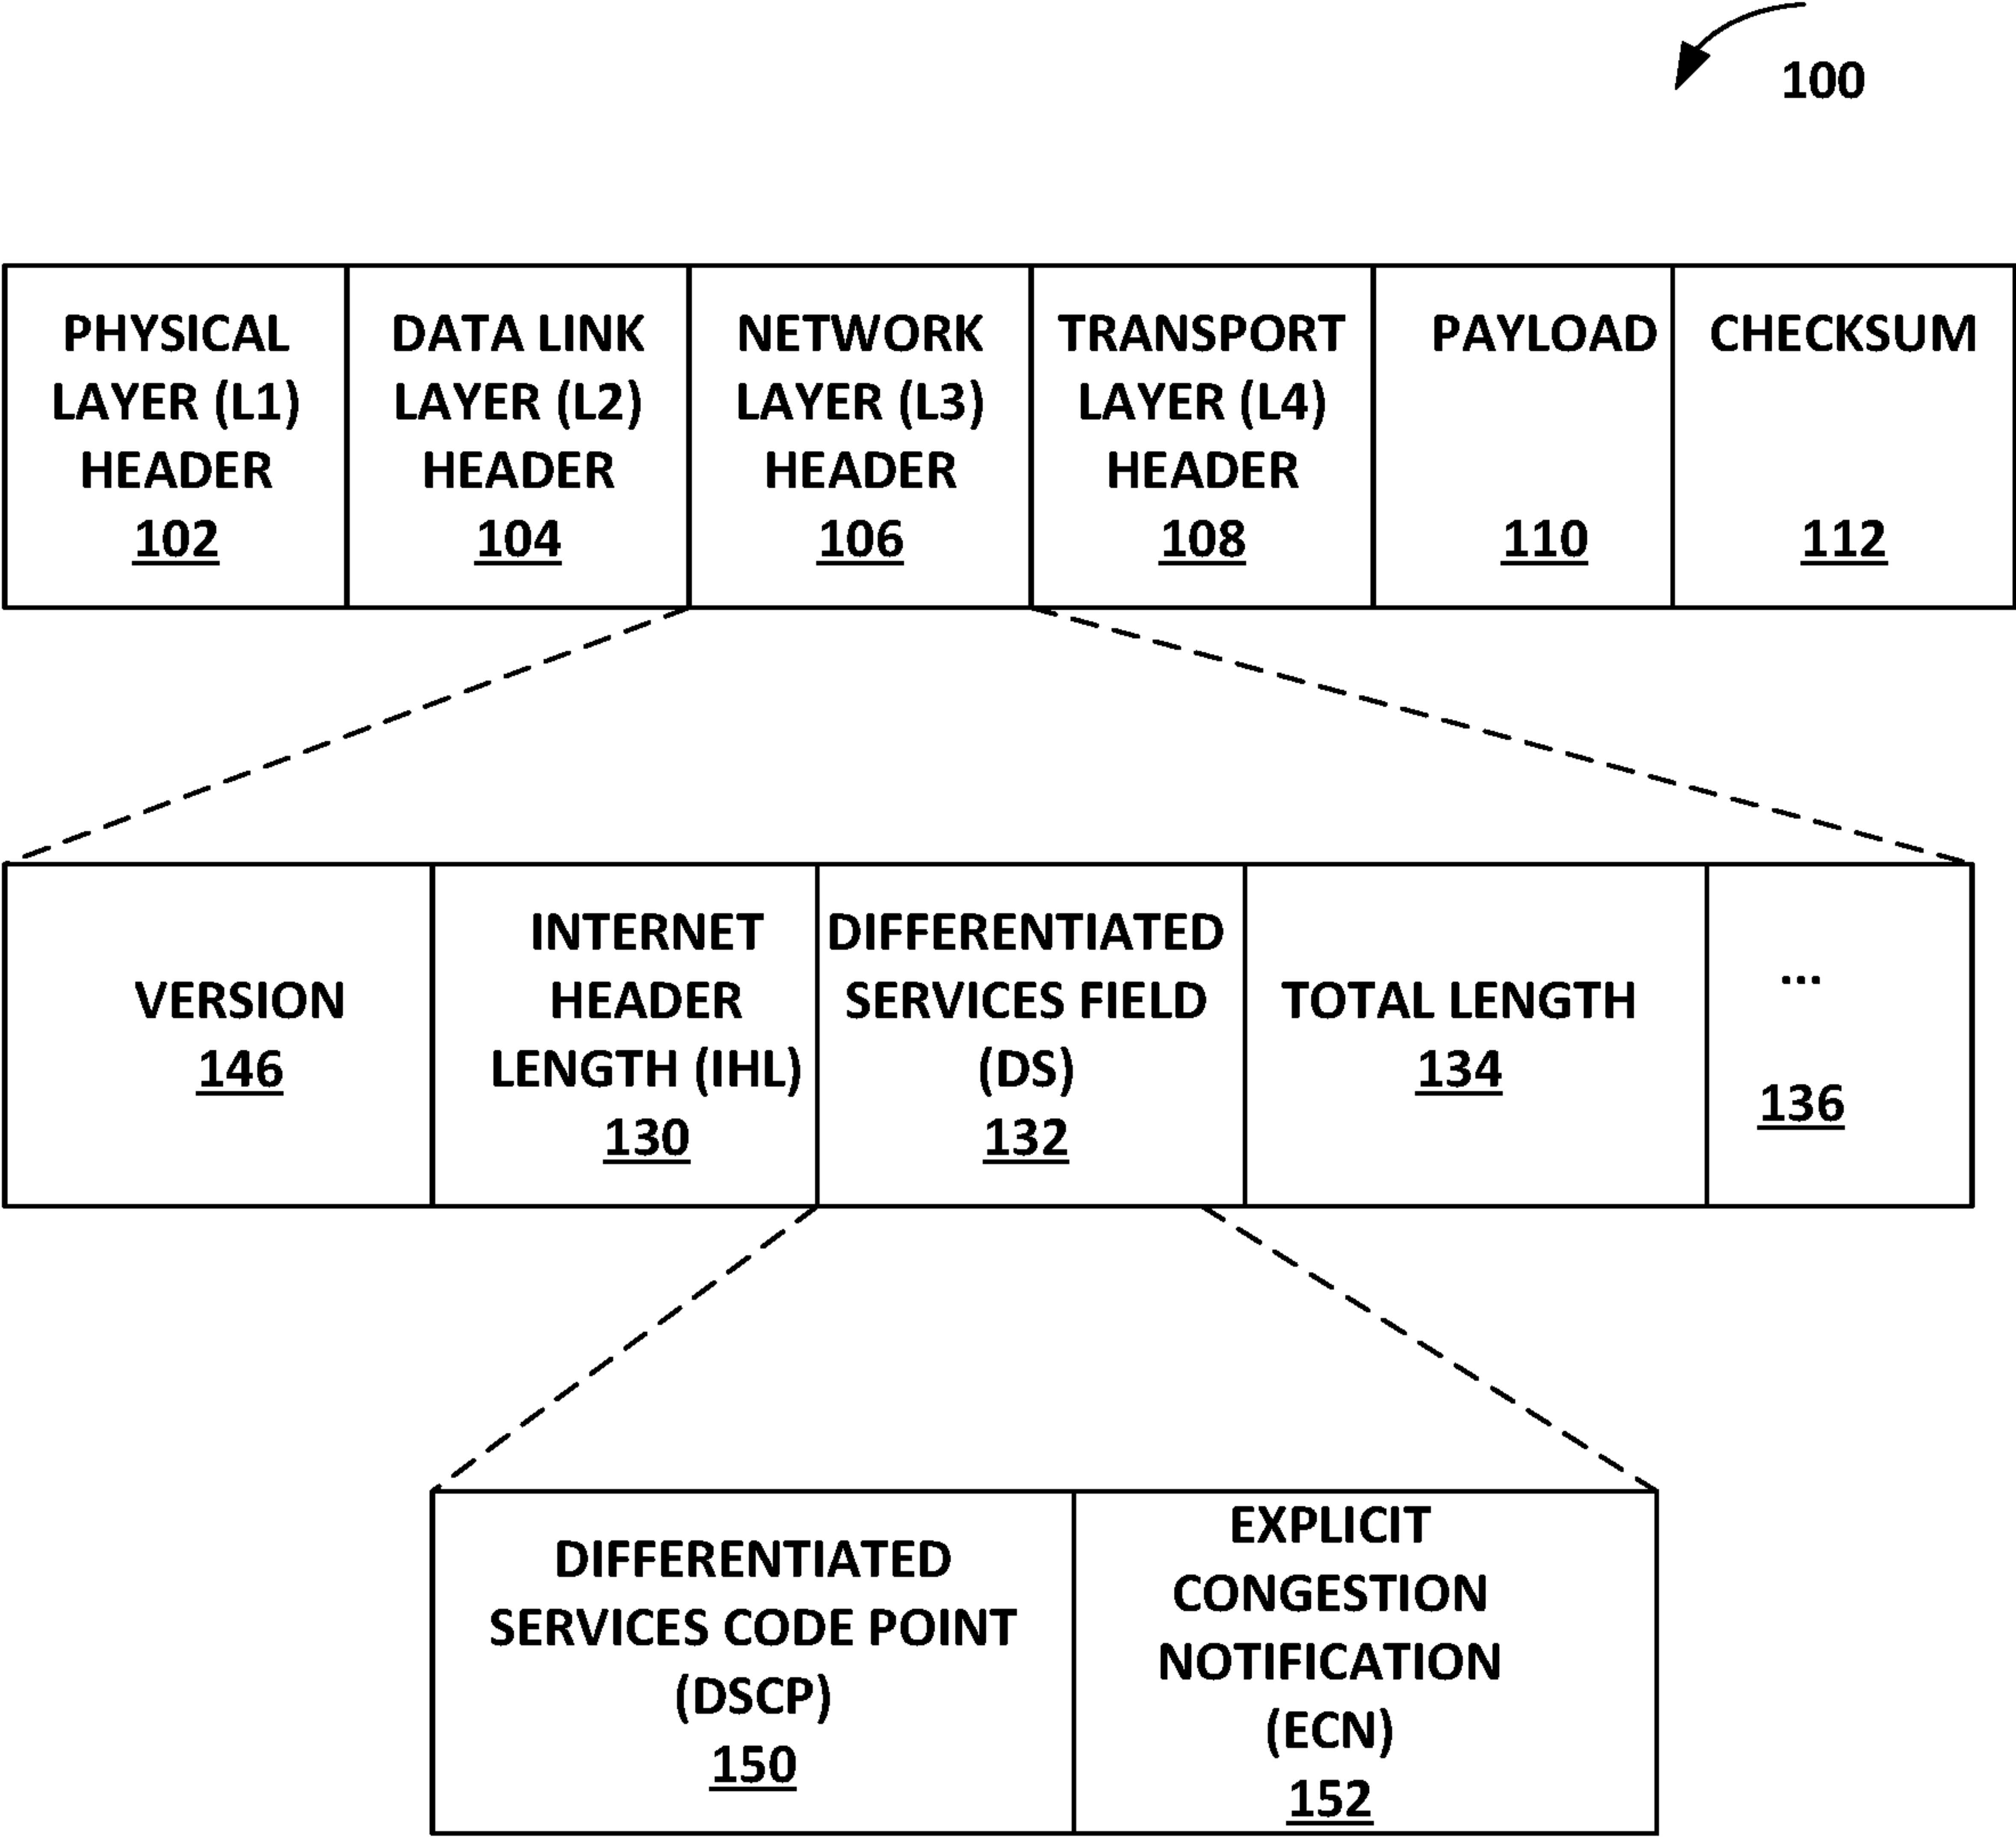 100
PHYSICAL
LAYER (L1)
HEADER
102
DATA LINK
LAYER (L2)
HEADER
104
NETWORK
LAYER (L3)
HEADER
106
TRANSPORT
LAYER (L4)
HEADER
108
PAYLOAD
110
CHECKSUM
112
VERSION
146
INTERNET
HEADER
LENGTH (IHL)
130
DIFFERENTIATED
SERVICES FIELD
(DS)
132
TOTAL LENGTH
134
...
136
DIFFERENTIATED
SERVICES CODE POINT
(DSCP)
150
EXPLICIT
CONGESTION
NOTIFICATION
(ECN)
152